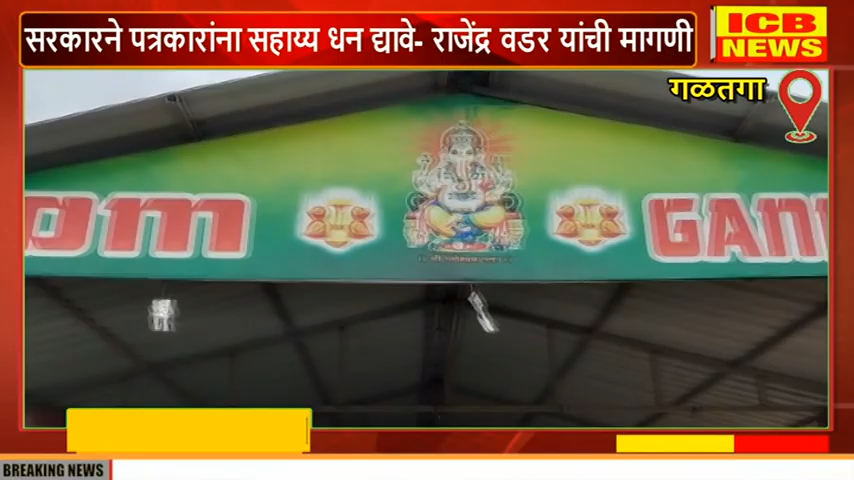 सरकारने पत्रकारांना सहाय्य धन द्यावे- राजेंद्र वडर यांची मागणी
ICB
NEWS
गळतगा
OM
GAN
BREAKING NEWS